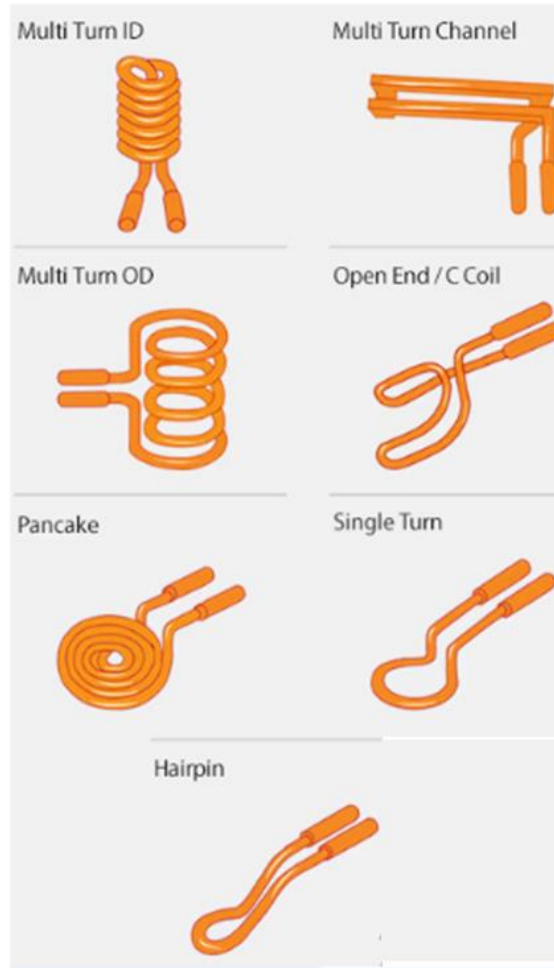 Multi Turn ID
Multi Turn Channel
Multi Turn OD
Open End / C Coil
Pancake
Single Turn
Hairpin